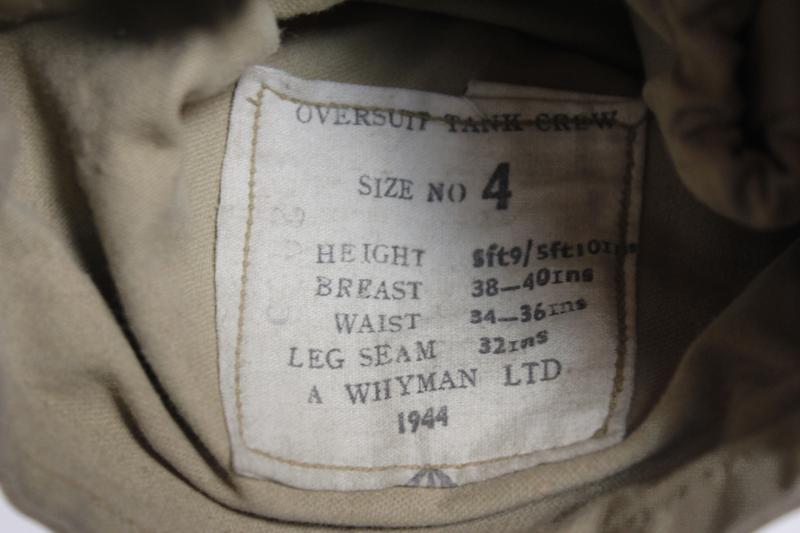 OVERSUIT TANK CREW
SIZE NO 4
HEIGHT 5ft9/5ft10Ins
BREAST 38-40Ins
WAIST 34-36Ins
LEG SEAM 32Ins
A WHYMAN LTD
1944